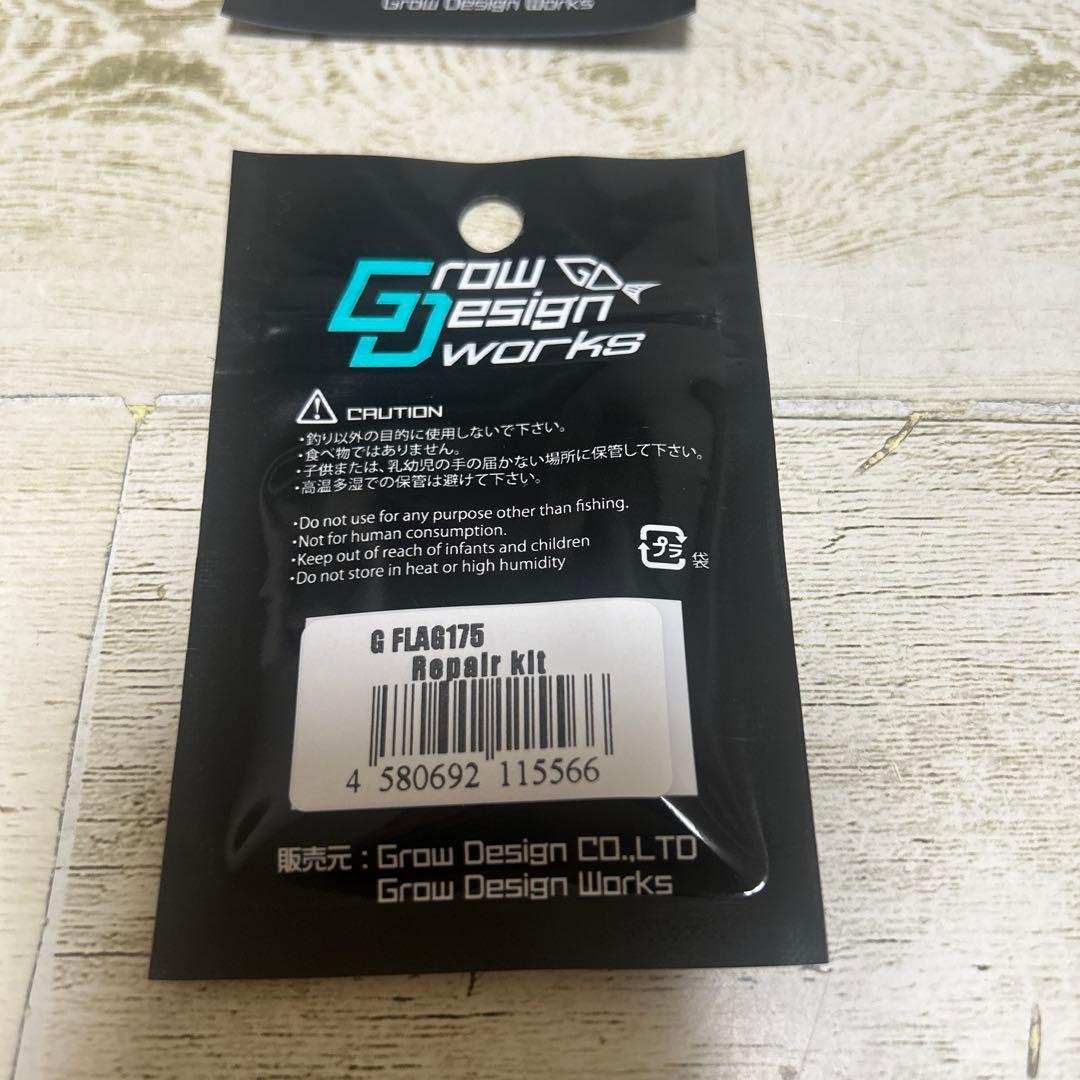 Grow Design Works
Grow
Design
works
GD
CAUTION
・釣り以外の目的に使用しないで下さい。
・食べ物ではありません。
・子供または、乳幼児の手の届かない場所に保管して下さい。
・高温多湿での保管は避けて下さい。
・Do not use for any purpose other than fishing.
・Not for human consumption.
・Keep out of reach of infants and children
・Do not store in heat or high humidity
プラ
袋
G FLAG175
Repair kit
4 580692 115566
販売元：Grow Design CO.,LTD
Grow Design Works